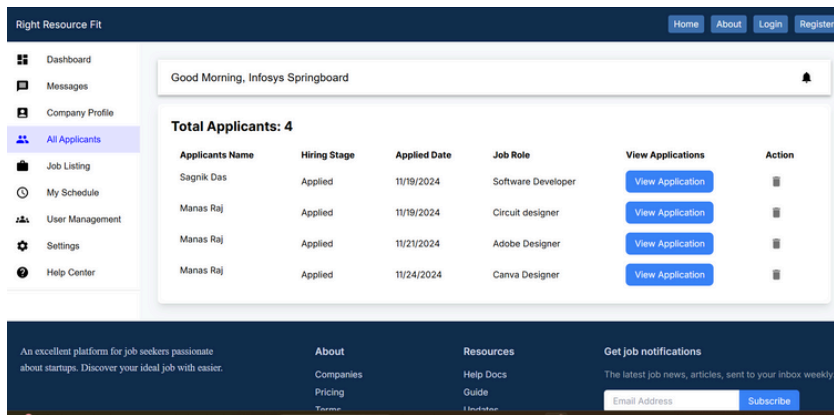 Right Resource Fit Home About Login Register
Dashboard
Messages
Company Profile
All Applicants
Job Listing
My Schedule
User Management
Settings
Help Center
Good Morning, Infosys Springboard
Total Applicants: 4
Applicants Name Hiring Stage Applied Date Job Role View Applications Action
Sagnik Das Applied 11/19/2024 Software Developer View Application
Manas Raj Applied 11/19/2024 Circuit designer View Application
Manas Raj Applied 11/21/2024 Adobe Designer View Application
Manas Raj Applied 11/24/2024 Canva Designer View Application
An excellent platform for job seekers passionate
about startups. Discover your ideal job with easier.
About
Companies
Pricing
Terms
Resources
Help Docs
Guide
Updates
Get job notifications
The latest job news, articles, sent to your inbox weekly
Email Address Subscribe